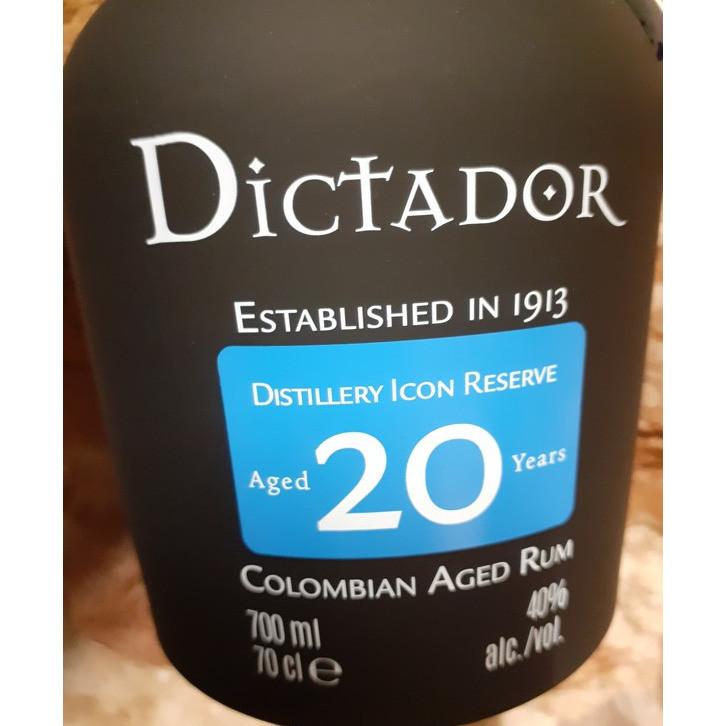 Dictador
Established in 1913
Distillery Icon Reserve
Aged 20 Years
Colombian Aged Rum
700 ml 40%
70 cl e alc./vol.